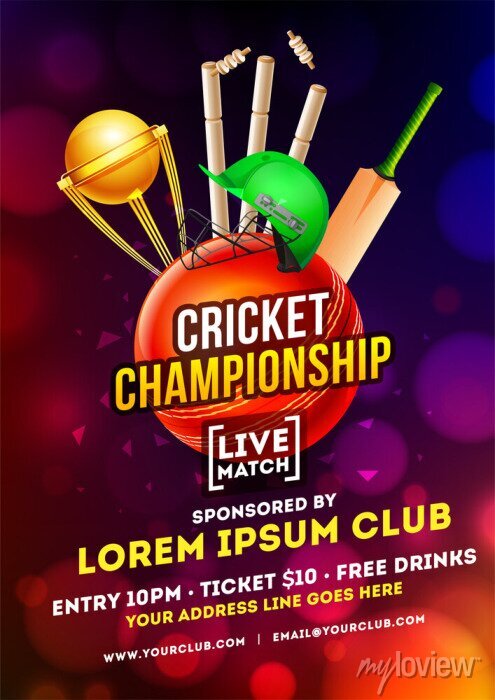 CRICKET
CHAMPIONSHIP
LIVE
MATCH
SPONSORED BY
LOREM IPSUM CLUB
ENTRY 10PM • TICKET $10 • FREE DRINKS
YOUR ADDRESS LINE GOES HERE
WWW.YOURCLUB.COM | EMAIL@YOURCLUB.COM
myloview